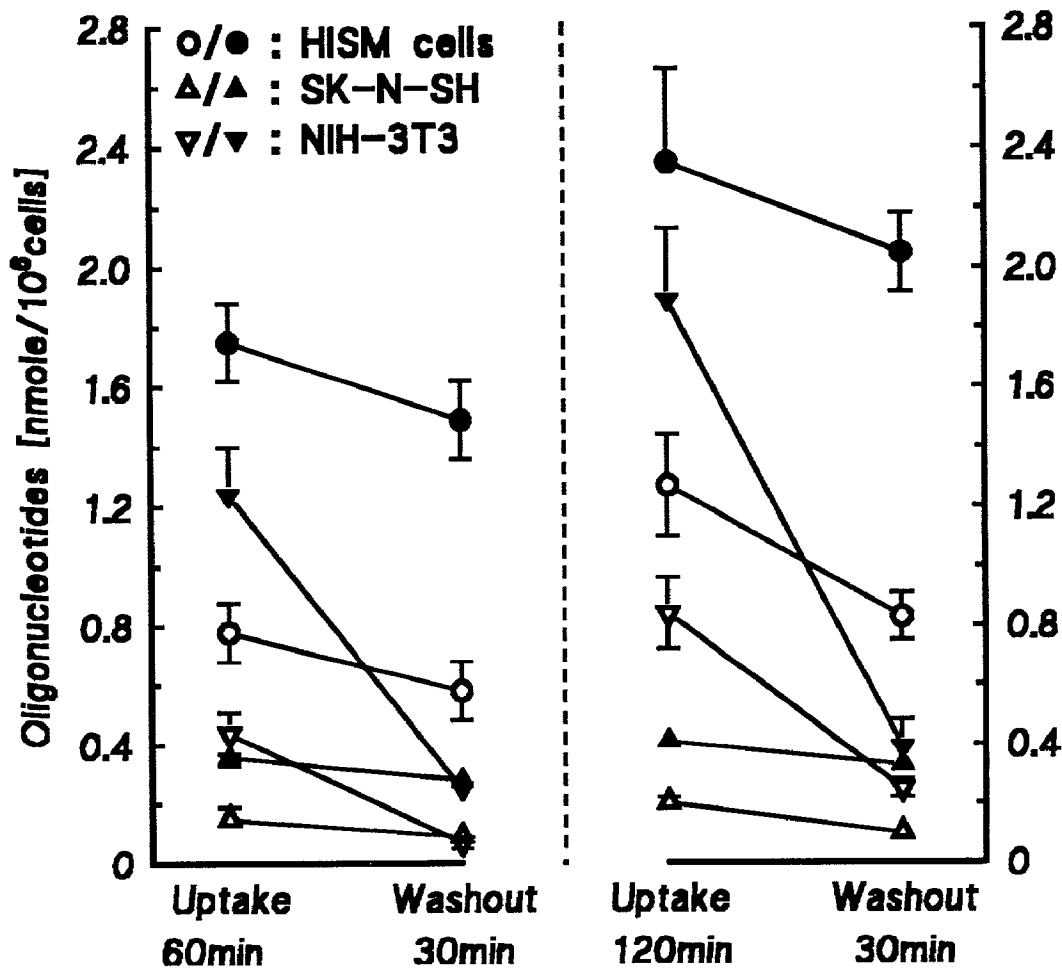 2.8
2.4
2.0
1.6
1.2
0.8
0.4
0
Oligonucleotides [nmole/10⁶cells]
○/● : HISM cells
△/▲ : SK-N-SH
▽/▼ : NIH-3T3
2.8
2.4
2.0
1.6
1.2
0.8
0.4
0
Uptake
60min
Washout
30min
Uptake
120min
Washout
30min